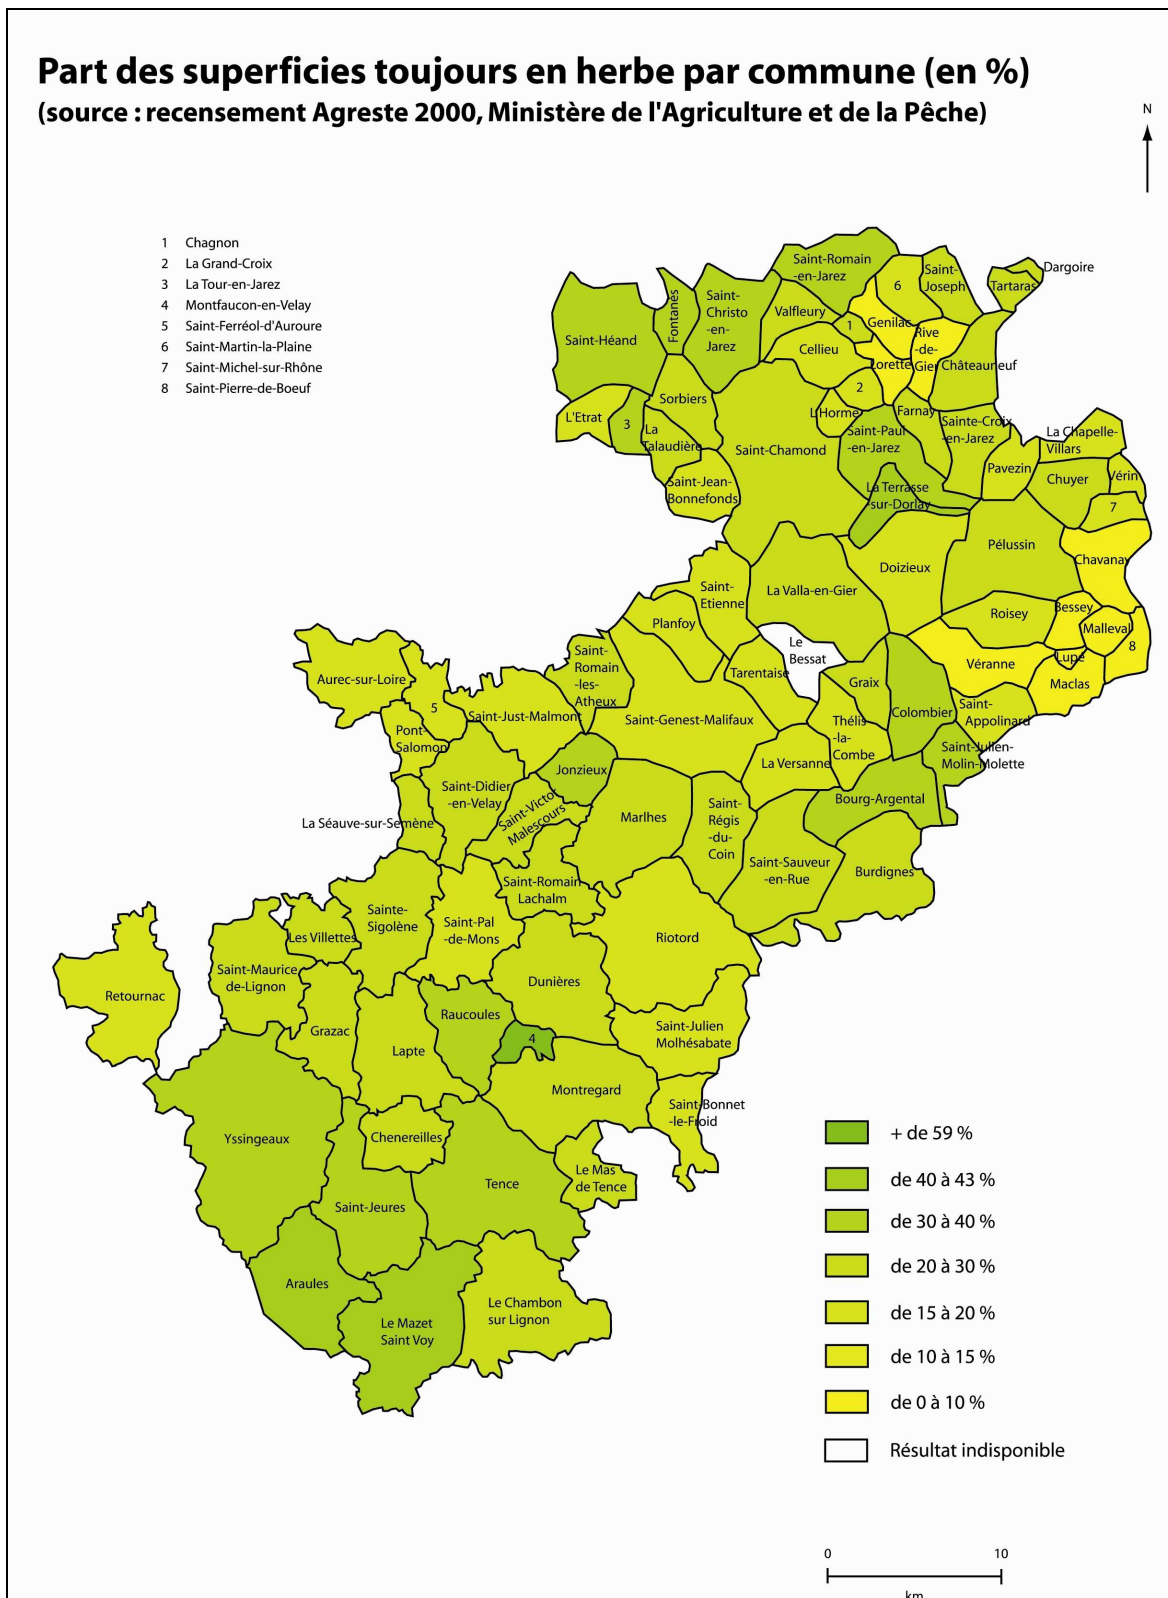 Part des superficies toujours en herbe par commune (en %)
(source : recensement Agreste 2000, Ministère de l'Agriculture et de la Pêche)
N
1 Chagnon
2 La Grand-Croix
3 La Tour-en-Jarez
4 Montfaucon-en-Velay
5 Saint-Ferréol-d'Auroure
6 Saint-Martin-la-Plaine
7 Saint-Michel-sur-Rhône
8 Saint-Pierre-de-Boeuf
Saint-Romain
-en-Jarez
Saint-
Joseph
Dargoire
Tartaras
6
Fontanès
Saint-
Christo
-en-
Jarez
Valfleury
1
Genilac
Rive
-de-
Gier
Saint-Héand
Cellieu
Lorette
Châteauneuf
2
Sorbiers
L'Etrat
3
La
Talaudière
L'Horme
Farnay
Saint-Paul
-en-Jarez
Sainte-Croix
-en-Jarez
La Chapelle-
Villars
Saint-Chamond
Pavezin
Chuyer
Vérin
Saint-Jean-
Bonnefonds
La Terrasse
-sur-Dorlay
7
Pélussin
Chavanay
Doizieux
La Valla-en-Gier
Saint-
Etienne
Planfoy
Roisey
Bessey
Malleval
8
Le
Bessat
Lupé
Véranne
Maclas
Saint-
Romain
-les-
Atheux
Tarentaise
Graix
Colombier
Saint-
Appolinard
Aurec-sur-Loire
5
Saint-Just-Malmont
Saint-Genest-Malifaux
Thélis
-la-
Combe
Pont-
Salomon
Saint-Julien-
Molin-Molette
La Versanne
Jonzieux
Saint-Didier
-en-Velay
Saint-Victor
Malescours
Bourg-Argental
Marlhes
Saint-
Régis
-du-
Coin
La Séauve-sur-Semène
Saint-Sauveur
-en-Rue
Burdignes
Saint-Romain
Lachalm
Sainte-
Sigolène
Saint-Pal
-de-Mons
Les Villettes
Riotord
Saint-Maurice
de-Lignon
Dunières
Retournac
Raucoules
Grazac
Saint-Julien
Molhésabate
4
Lapte
Montregard
Saint-Bonnet
-le-Froid
Yssingeaux
Chenereilles
Le Mas
de Tence
Tence
Saint-Jeures
Araules
Le Chambon
sur Lignon
Le Mazet
Saint Voy
+ de 59 %
de 40 à 43 %
de 30 à 40 %
de 20 à 30 %
de 15 à 20 %
de 10 à 15 %
de 0 à 10 %
Résultat indisponible
0 10
km